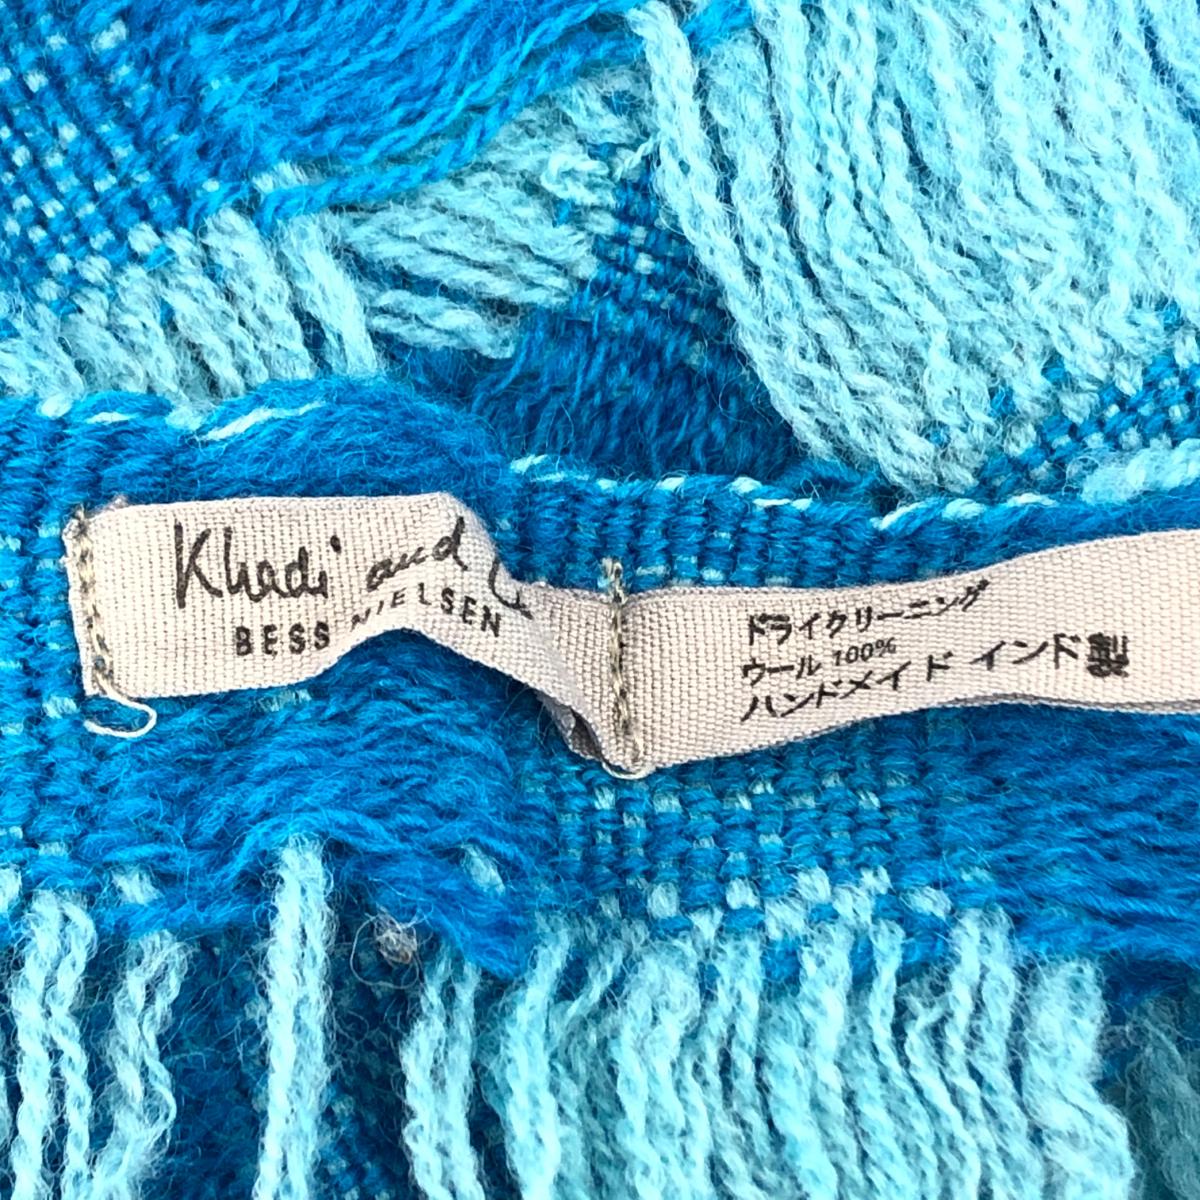 Khadi and
BESS NIELSEN
ドライクリーニング
ウール 100%
ハンドメイド インド製